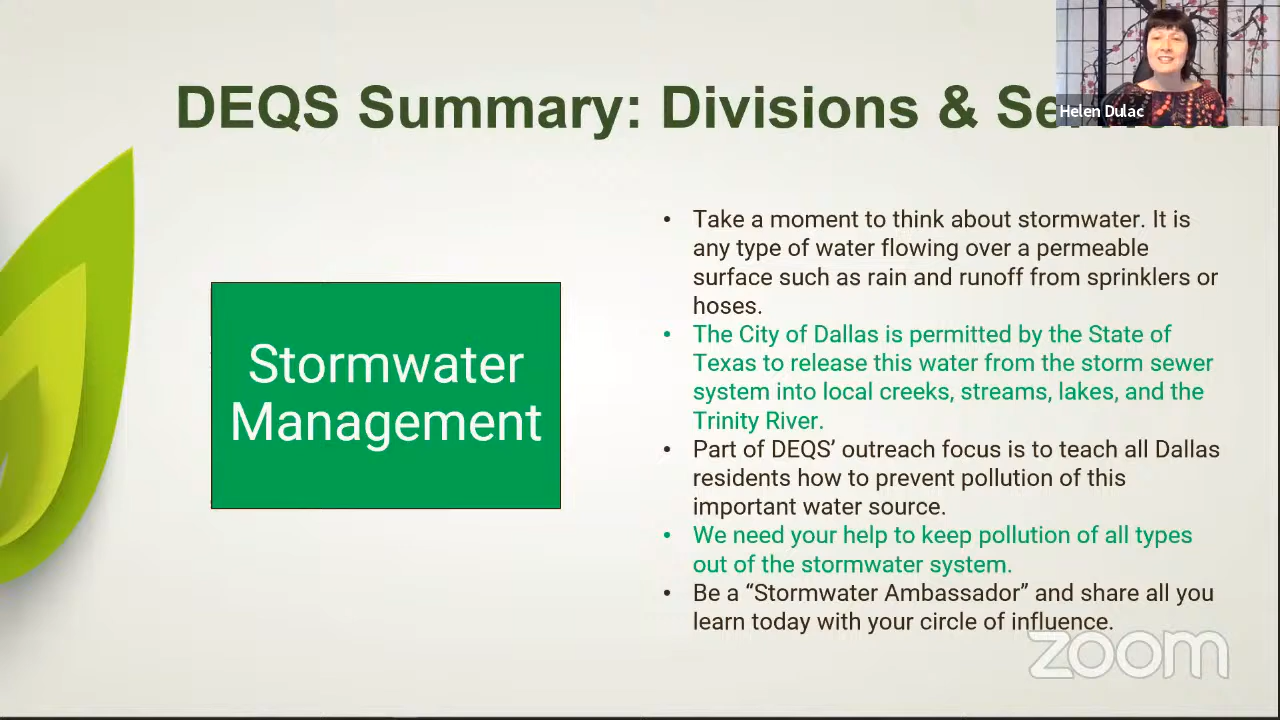 DEQS Summary: Divisions &
Helen Dulac
Stormwater
Management
• Take a moment to think about stormwater. It is
any type of water flowing over a permeable
surface such as rain and runoff from sprinklers or
hoses.
• The City of Dallas is permitted by the State of
Texas to release this water from the storm sewer
system into local creeks, streams, lakes, and the
Trinity River.
• Part of DEQS’ outreach focus is to teach all Dallas
residents how to prevent pollution of this
important water source.
• We need your help to keep pollution of all types
out of the stormwater system.
• Be a “Stormwater Ambassador” and share all you
learn today with your circle of influence.
zoom